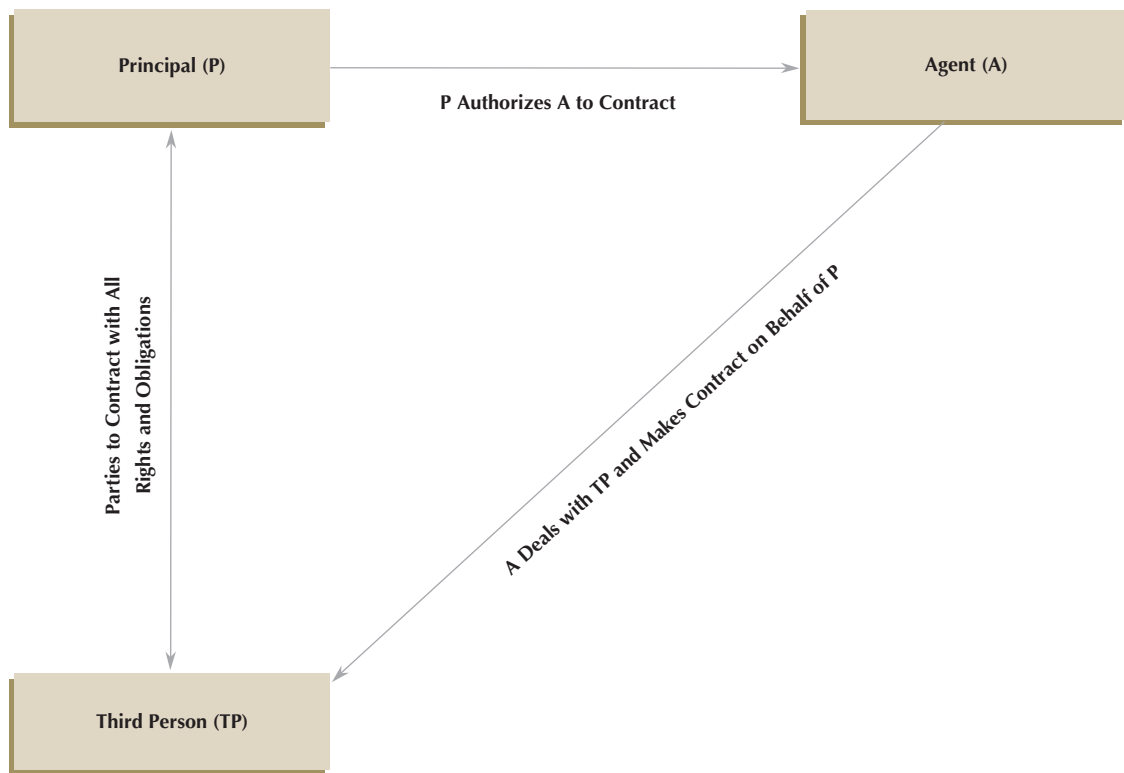 Principal (P)
Agent (A)
P Authorizes A to Contract
Parties to Contract with All
Rights and Obligations
A Deals with TP and Makes Contract on Behalf of P
Third Person (TP)